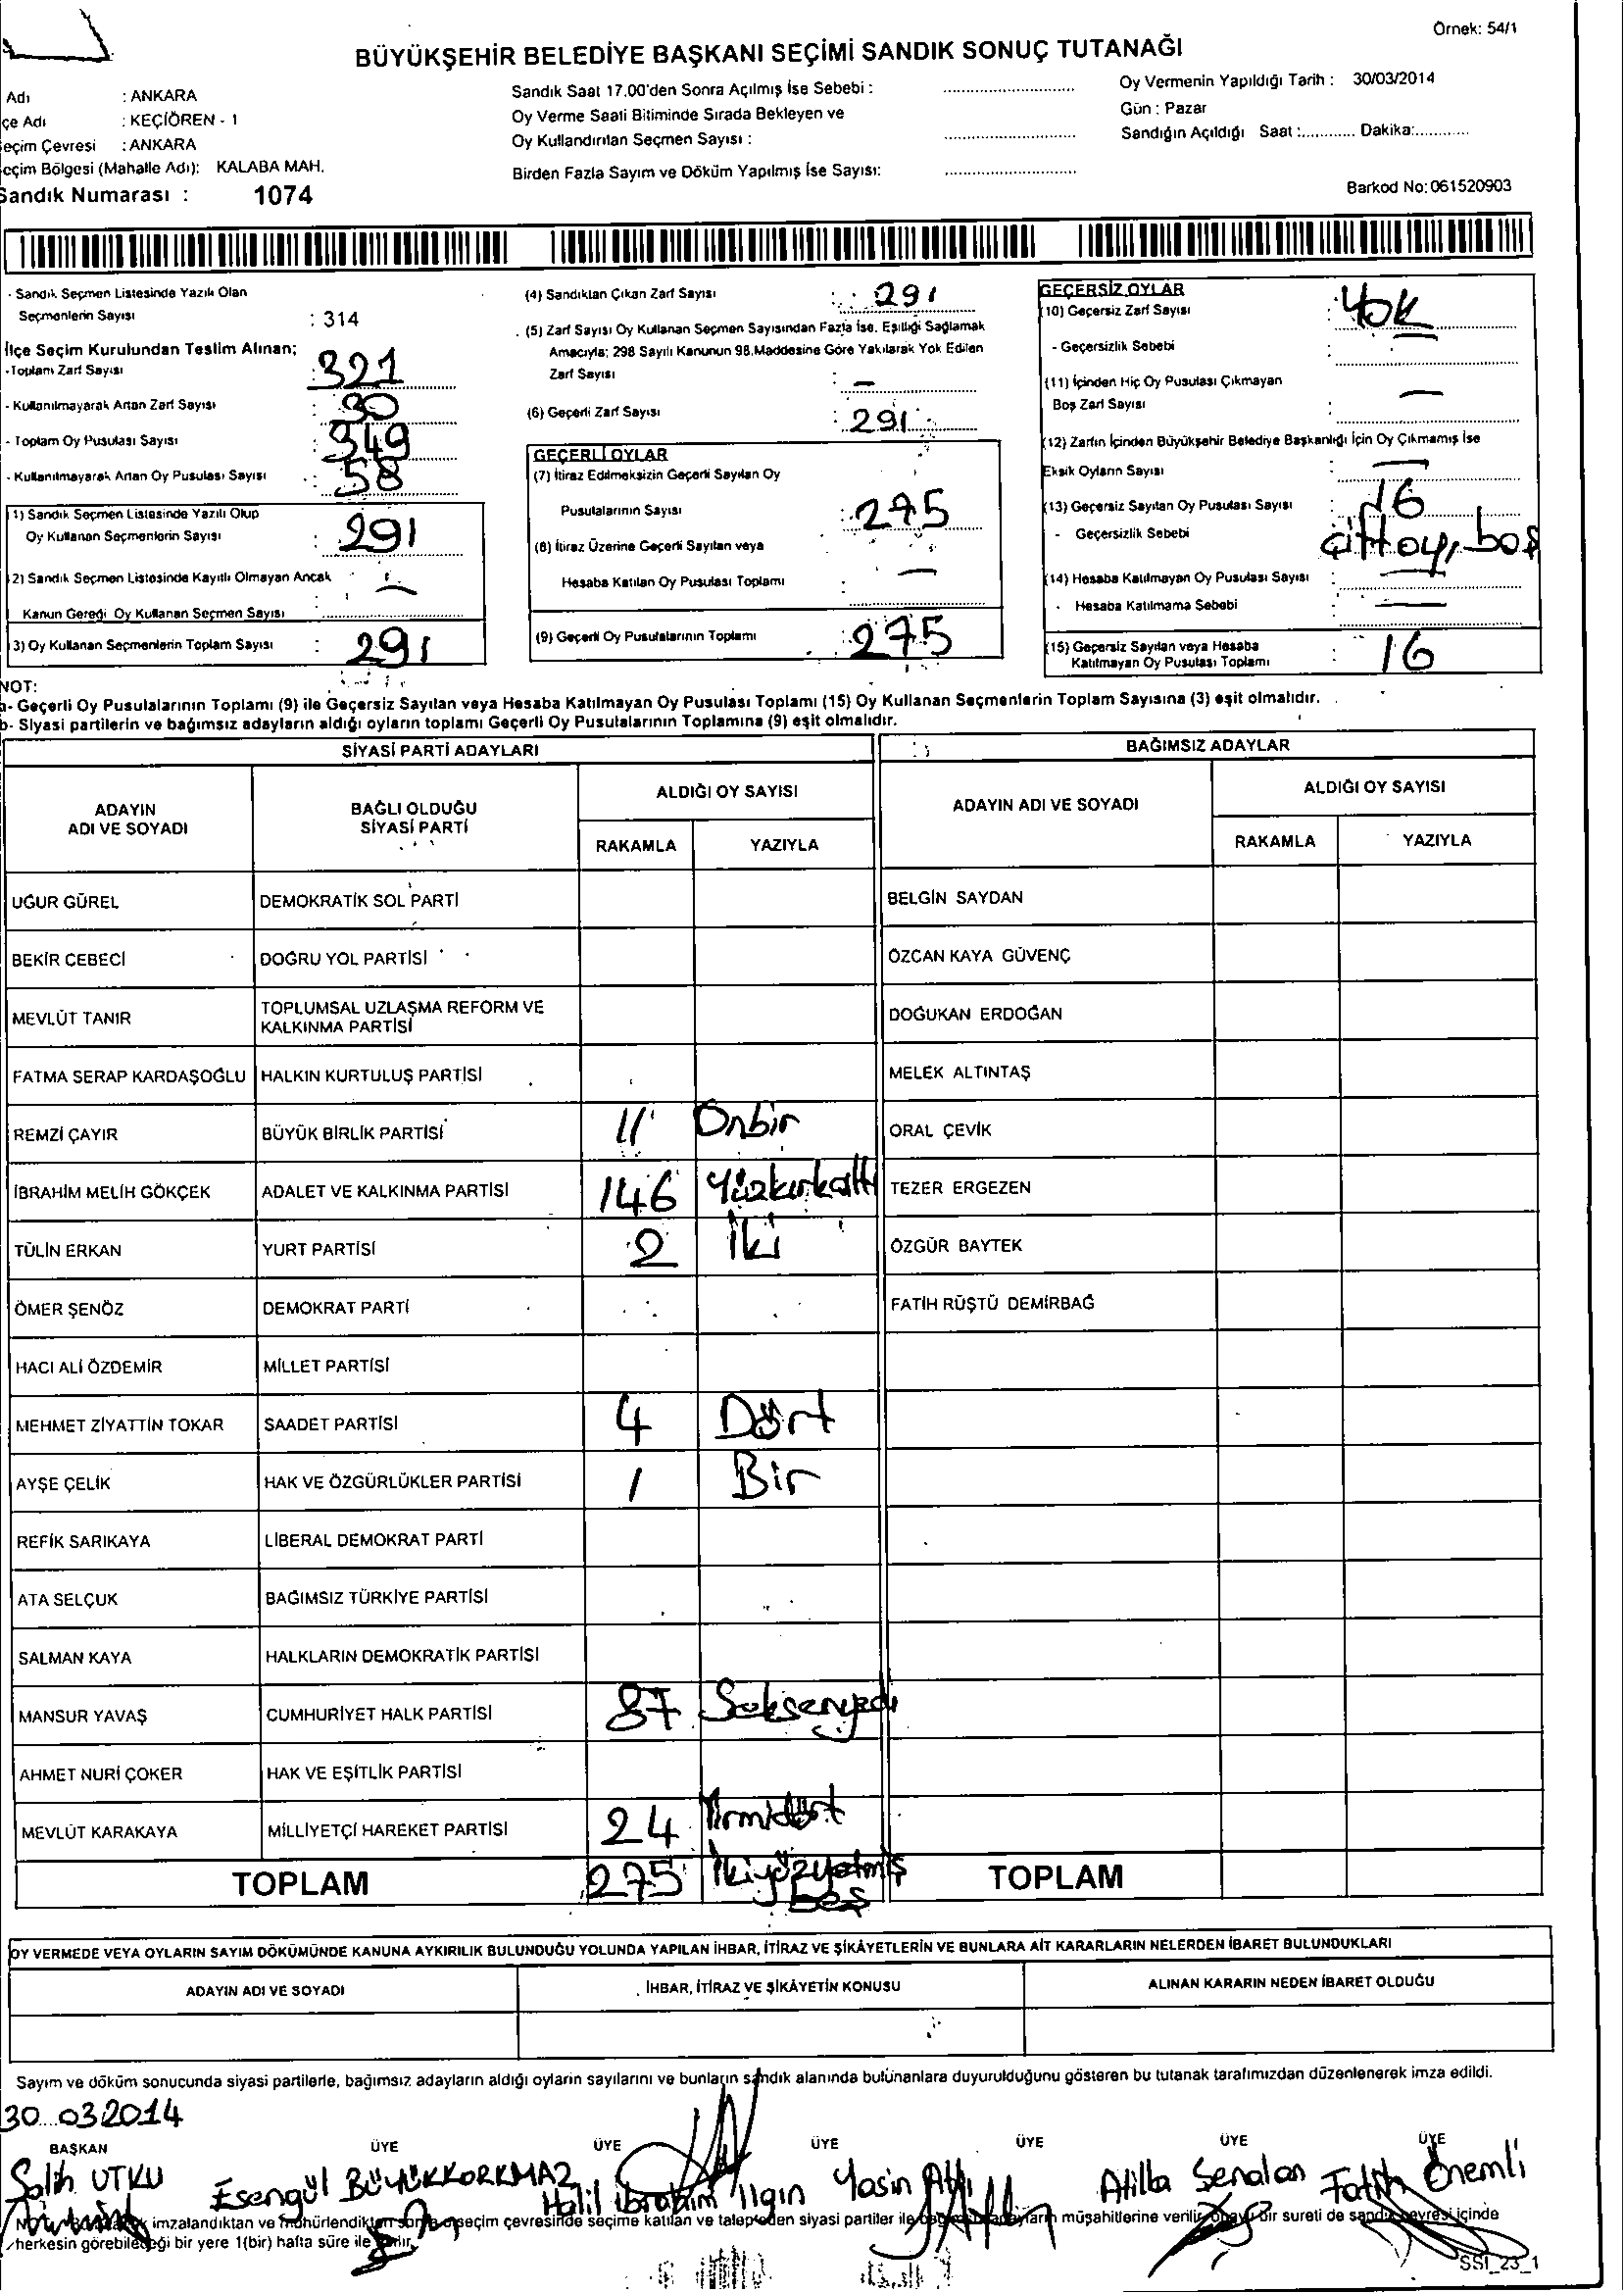 Örnek: 54/1
BÜYÜKŞEHİR BELEDİYE BAŞKANI SEÇİMİ SANDIK SONUÇ TUTANAĞI
Adı : ANKARA
çe Adı : KEÇİÖREN - 1
eçim Çevresi : ANKARA
eçim Bölgesi (Mahalle Adı): KALABA MAH.
Sandık Numarası : 1074
Sandık Saat 17.00'den Sonra Açılmış İse Sebebi :
Oy Verme Saati Bitiminde Sırada Bekleyen ve
Oy Kullandırılan Seçmen Sayısı :
Birden Fazla Sayım ve Döküm Yapılmış İse Sayısı:
Oy Vermenin Yapıldığı Tarih : 30/03/2014
Gün : Pazar
Sandığın Açıldığı Saat :............ Dakika:............
Barkod No: 061520903
- Sandık Seçmen Listesinde Yazılı Olan
Seçmenlerin Sayısı : 314
İlçe Seçim Kurulundan Teslim Alınan;
-Toplam Zarf Sayısı : 321
- Kullanılmayarak Artan Zarf Sayısı : 30
- Toplam Oy Pusulası Sayısı : 349
- Kullanılmayarak Artan Oy Pusulası Sayısı : 58
1) Sandık Seçmen Listesinde Yazılı Olup
Oy Kullanan Seçmenlerin Sayısı : 291
2) Sandık Seçmen Listesinde Kayıtlı Olmayan Ancak
Kanun Gereği Oy Kullanan Seçmen Sayısı : —
3) Oy Kullanan Seçmenlerin Toplam Sayısı : 291
(4) Sandıktan Çıkan Zarf Sayısı : 291
(5) Zarf Sayısı Oy Kullanan Seçmen Sayısından Fazla İse, Eşitliği Sağlamak
Amacıyla; 298 Sayılı Kanunun 98.Maddesine Göre Yakılarak Yok Edilen
Zarf Sayısı : —
(6) Geçerli Zarf Sayısı : 291
GEÇERLİ OYLAR
(7) İtiraz Edilmeksizin Geçerli Sayılan Oy
Pusulalarının Sayısı : 275
(8) İtiraz Üzerine Geçerli Sayılan veya
Hesaba Katılan Oy Pusulası Toplamı : —
(9) Geçerli Oy Pusulalarının Toplamı : 275
GEÇERSİZ OYLAR
(10) Geçersiz Zarf Sayısı : Yok
- Geçersizlik Sebebi :
(11) İçinden Hiç Oy Pusulası Çıkmayan
Boş Zarf Sayısı : —
(12) Zarfın İçinden Büyükşehir Belediye Başkanlığı İçin Oy Çıkmamış İse
Eksik Oyların Sayısı : —
(13) Geçersiz Sayılan Oy Pusulası Sayısı : 16
- Geçersizlik Sebebi : çift oy, boş
(14) Hesaba Katılmayan Oy Pusulası Sayısı : —
- Hesaba Katılmama Sebebi : —
(15) Geçersiz Sayılan veya Hesaba
Katılmayan Oy Pusulası Toplamı : 16
NOT:
a- Geçerli Oy Pusulalarının Toplamı (9) ile Geçersiz Sayılan veya Hesaba Katılmayan Oy Pusulası Toplamı (15) Oy Kullanan Seçmenlerin Toplam Sayısına (3) eşit olmalıdır.
b- Siyasi partilerin ve bağımsız adayların aldığı oyların toplamı Geçerli Oy Pusulalarının Toplamına (9) eşit olmalıdır.
SİYASİ PARTİ ADAYLARI BAĞIMSIZ ADAYLAR
ADAYIN ADI VE SOYADI BAĞLI OLDUĞU SİYASİ PARTİ ALDIĞI OY SAYISI ADAYIN ADI VE SOYADI ALDIĞI OY SAYISI
RAKAMLA YAZIYLA RAKAMLA YAZIYLA
UĞUR GÜREL DEMOKRATİK SOL PARTİ BELGİN SAYDAN
BEKİR CEBECİ DOĞRU YOL PARTİSİ ÖZCAN KAYA GÜVENÇ
MEVLÜT TANIR TOPLUMSAL UZLAŞMA REFORM VE KALKINMA PARTİSİ DOĞUKAN ERDOĞAN
FATMA SERAP KARDAŞOĞLU HALKIN KURTULUŞ PARTİSİ MELEK ALTINTAŞ
REMZİ ÇAYIR BÜYÜK BİRLİK PARTİSİ 11 Onbir ORAL ÇEVİK
İBRAHİM MELİH GÖKÇEK ADALET VE KALKINMA PARTİSİ 146 Yüzkırkaltı TEZER ERGEZEN
TÜLİN ERKAN YURT PARTİSİ 2 İki ÖZGÜR BAYTEK
ÖMER ŞENÖZ DEMOKRAT PARTİ FATİH RÜŞTÜ DEMİRBAĞ
HACI ALİ ÖZDEMİR MİLLET PARTİSİ
MEHMET ZİYATTİN TOKAR SAADET PARTİSİ 4 Dört
AYŞE ÇELİK HAK VE ÖZGÜRLÜKLER PARTİSİ 1 Bir
REFİK SARIKAYA LİBERAL DEMOKRAT PARTİ
ATA SELÇUK BAĞIMSIZ TÜRKİYE PARTİSİ
SALMAN KAYA HALKLARIN DEMOKRATİK PARTİSİ
MANSUR YAVAŞ CUMHURİYET HALK PARTİSİ 87 Seksenyedi
AHMET NURİ ÇOKER HAK VE EŞİTLİK PARTİSİ
MEVLÜT KARAKAYA MİLLİYETÇİ HAREKET PARTİSİ 24 Yirmidört
TOPLAM 275 İkiyüzyetmiş Beş TOPLAM
OY VERMEDE VEYA OYLARIN SAYIM DÖKÜMÜNDE KANUNA AYKIRILIK BULUNDUĞU YOLUNDA YAPILAN İHBAR, İTİRAZ VE ŞİKÂYETLERİN VE BUNLARA AİT KARARLARIN NELERDEN İBARET BULUNDUKLARI
ADAYIN ADI VE SOYADI İHBAR, İTİRAZ VE ŞİKÂYETİN KONUSU ALINAN KARARIN NEDEN İBARET OLDUĞU
Sayım ve döküm sonucunda siyasi partilerle, bağımsız adayların aldığı oyların sayılarını ve bunların sandık alanında bulunanlara duyurulduğunu gösteren bu tutanak tarafımızdan düzenlenerek imza edildi.
30 03 2014
BAŞKAN ÜYE ÜYE ÜYE ÜYE ÜYE ÜYE
Salih UTKU Esengül BÜYÜKKORKMAZ Halil İbrahim Ilgın Yasin Atilla Şenalan Fatih Önemli
imzalandıktan ve mühürlendikten sonra seçim çevresinde seçime katılan ve talep eden siyasi partiler ile müşahitlerine verilir, onaylı bir sureti de sandık çevresi içinde
herkesin görebileceği bir yere 1(bir) hafta süre ile asılır.
SSI_23_1